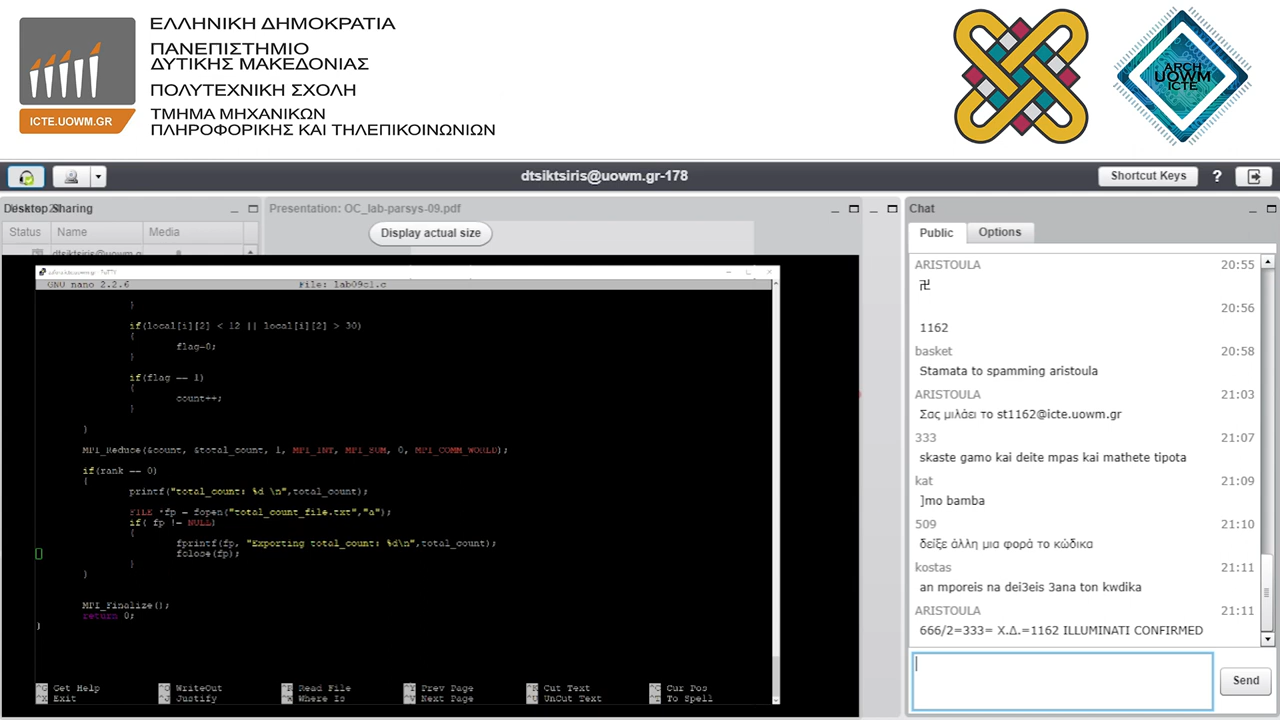 ΕΛΛΗΝΙΚΗ ΔΗΜΟΚΡΑΤΙΑ
ΠΑΝΕΠΙΣΤΗΜΙΟ
ΔΥΤΙΚΗΣ ΜΑΚΕΔΟΝΙΑΣ
ΠΟΛΥΤΕΧΝΙΚΗ ΣΧΟΛΗ
ΤΜΗΜΑ ΜΗΧΑΝΙΚΩΝ
ΠΛΗΡΟΦΟΡΙΚΗΣ ΚΑΙ ΤΗΛΕΠΙΚΟΙΝΩΝΙΩΝ
ICTE.UOWM.GR
ARCH
UOWM
ICTE
dtsiktsiris@uowm.gr-178
Shortcut Keys
?
Desktop Sharing
Presentation: OC_lab-parsys-09.pdf
Status Name Media
Display actual size
dtsiktsiris@uowm.g
GNU nano 2.2.6 File: lab09c1.c
}
if(local[i][2] < 12 || local[i][2] > 30)
{
flag=0;
}
if(flag == 1)
{
count++;
}
}
MPI_Reduce(&count, &total_count, 1, MPI_INT, MPI_SUM, 0, MPI_COMM_WORLD);
if(rank == 0)
{
printf("total_count: %d \n",total_count);
FILE *fp = fopen("total_count_file.txt","a");
if( fp != NULL)
{
fprintf(fp, "Exporting total_count: %d\n",total_count);
fclose(fp);
}
}
MPI_Finalize();
return 0;
}
^G Get Help ^O WriteOut ^R Read File ^Y Prev Page ^K Cut Text ^C Cur Pos
^X Exit ^J Justify ^W Where Is ^V Next Page ^U UnCut Text ^T To Spell
Chat
Public Options
ARISTOULA 20:55
卍
20:56
1162
basket 20:58
Stamata to spamming aristoula
ARISTOULA 21:03
Σας μιλάει το st1162@icte.uowm.gr
333 21:07
skaste gamo kai deite mpas kai mathete tipota
kat 21:09
]mo bamba
509 21:10
δείξε άλλη μια φορά το κώδικα
kostas 21:11
an mporeis na dei3eis 3ana ton kwdika
ARISTOULA 21:11
666/2=333= Χ.Δ.=1162 ILLUMINATI CONFIRMED
Send